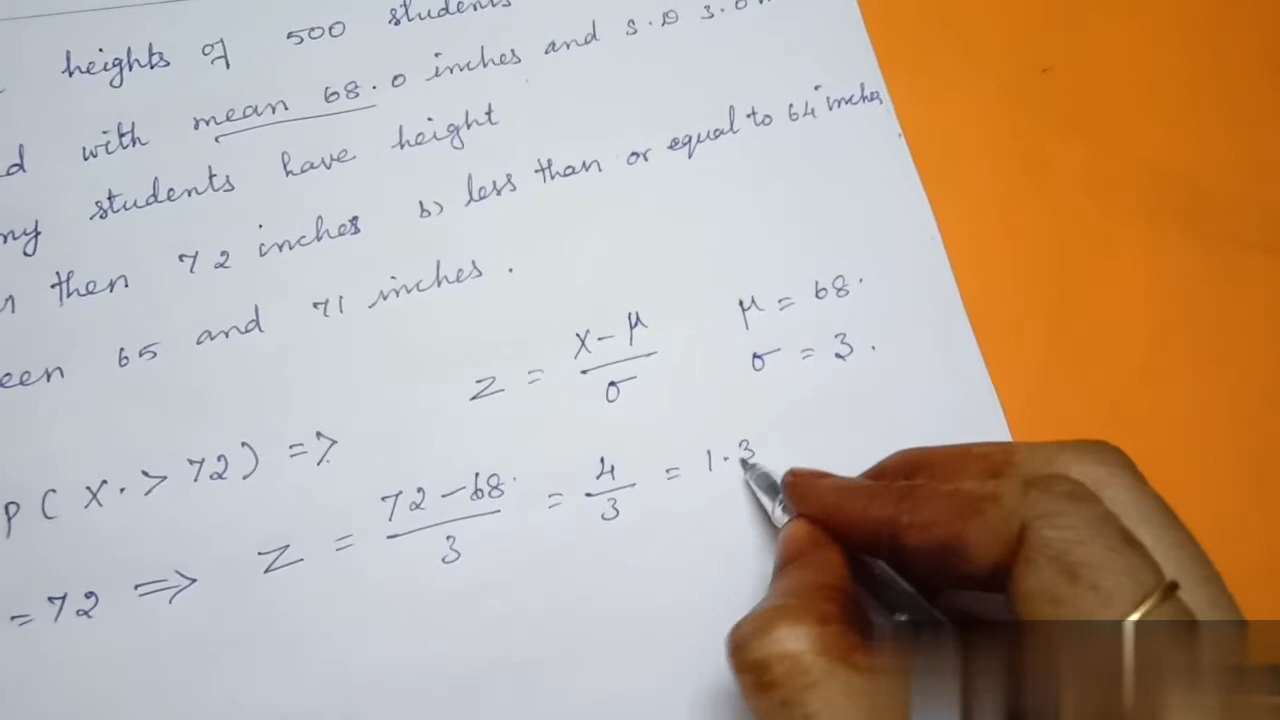 heights of 500 students
with mean 68.0 inches and S.D 3.0
students have height
then 72 inches b) less than or equal to 64 inches
65 and 71 inches.
Z = X-μ/σ μ = 68.
σ = 3.
P(X. > 72) =>
= 72 => Z = 72-68/3 = 4/3 = 1.3